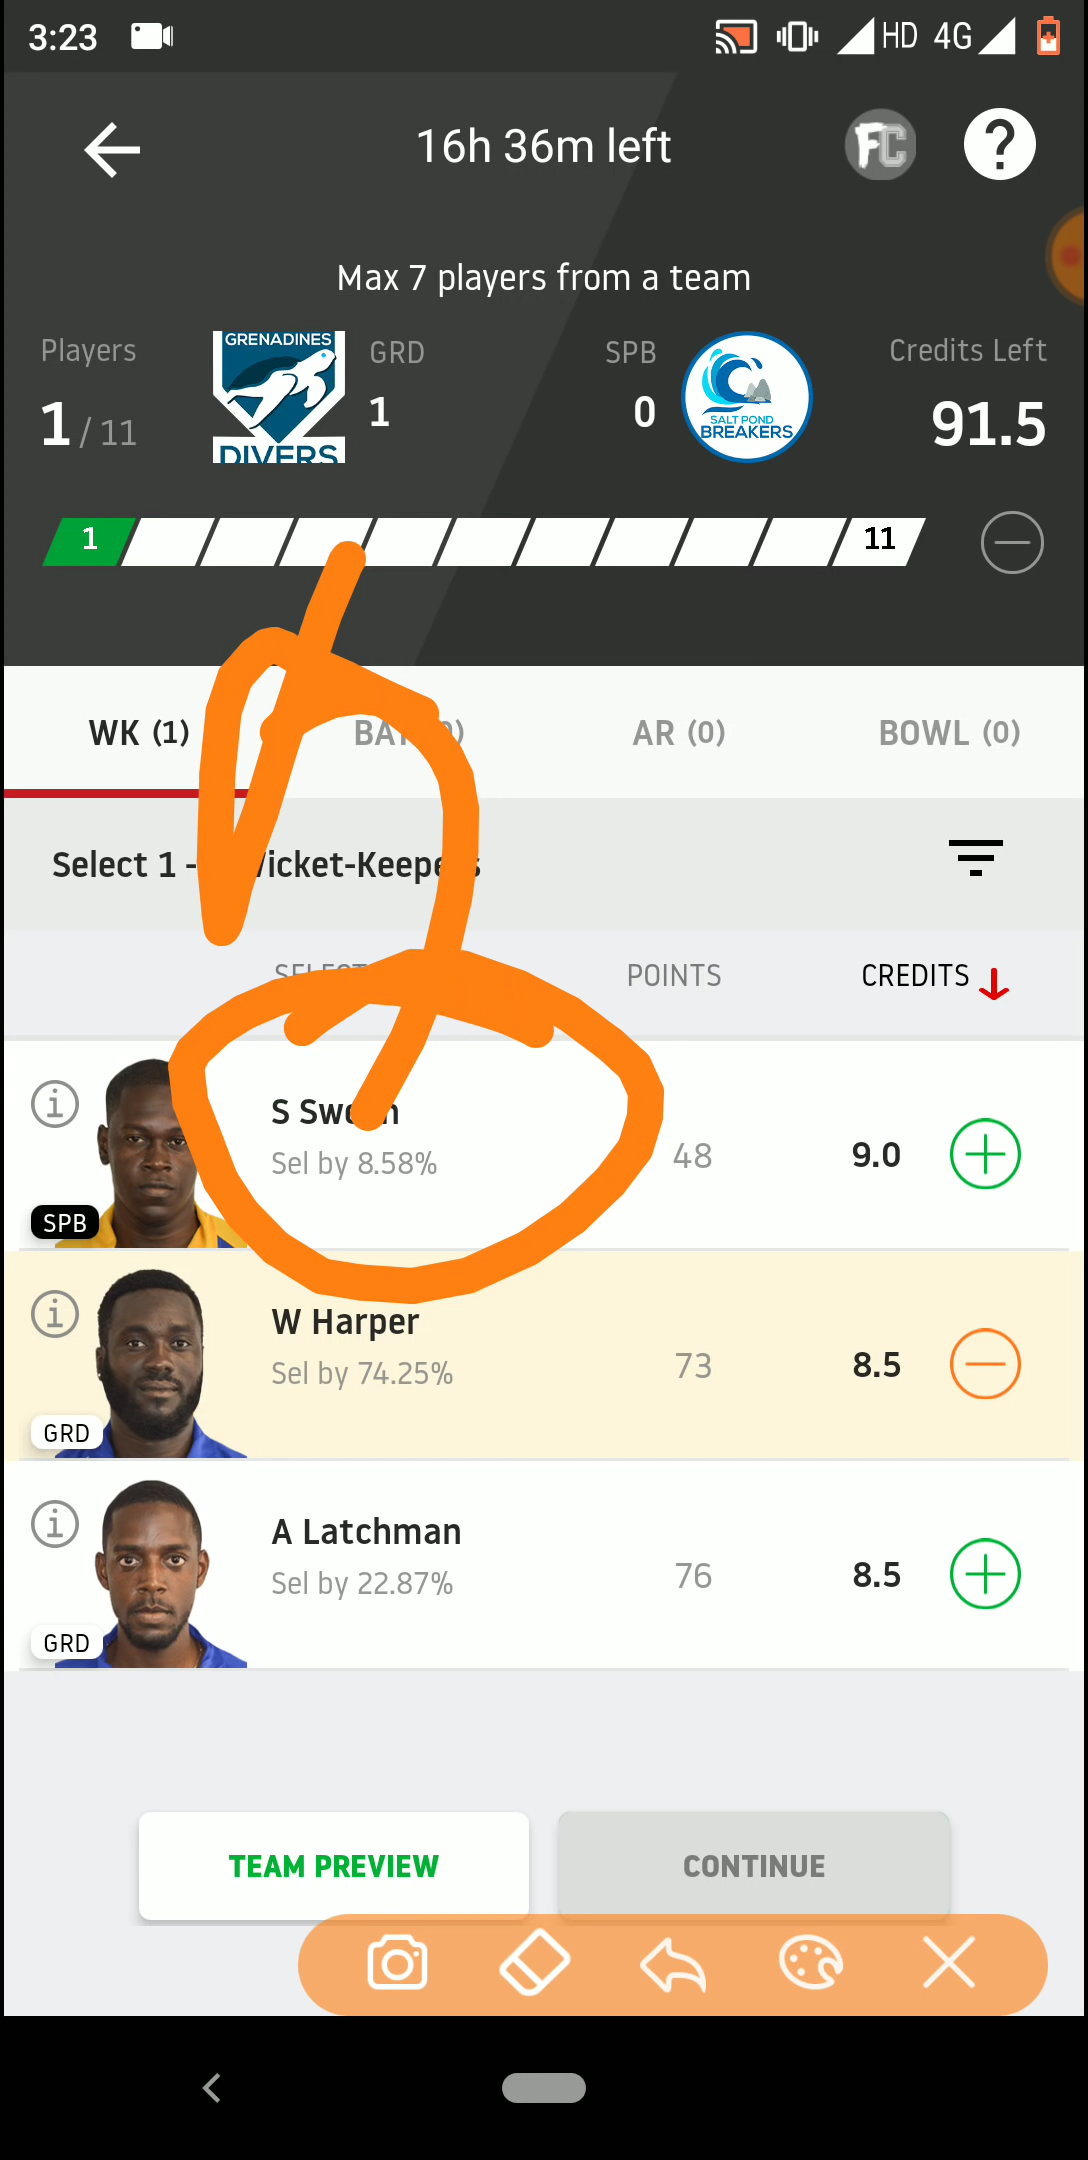 3:23 HD 4G
16h 36m left FC ?
Max 7 players from a team
Players GRD SPB Credits Left
1 / 11 1 0 91.5
GRENADINES
DIVERS
SALT POND
BREAKERS
1 11
WK (1) AR (0) BOWL (0)
Select 1 -
POINTS CREDITS
S
Sel by 8.58% 48 9.0
SPB
W Harper
Sel by 74.25% 73 8.5
GRD
A Latchman
Sel by 22.87% 76 8.5
GRD
TEAM PREVIEW CONTINUE